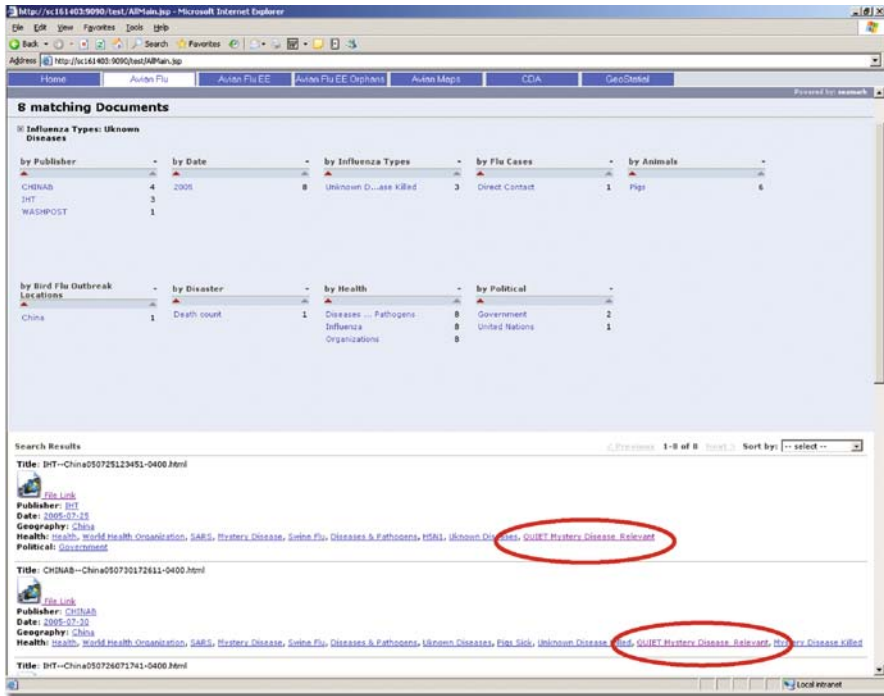 http://sc161403:9090/test/AllMain.jsp - Microsoft Internet Explorer
File Edit View Favorites Tools Help
Back Search Favorites
Address http://sc161403:9090/test/AllMain.jsp
Home Avian Flu Avian Flu EE Avian Flu EE Orphans Avian Maps CDA
Powered by: seamark
8 matching Documents
Influenza Types: Uknown
Diseases
by Publisher - by Date - by Influenza Types - by Flu Cases - by Animals -
CHINAB 4 2005 8 Unknown D...ase Killed 3 Direct Contact 1 Pigs 6
IHT 3
WASHPOST 1
by Bird Flu Outbreak
Locations - by Disaster - by Health - by Political -
China 1 Death count 1 Diseases ... Pathogens 8 Government 2
Influenza 8 United Nations 1
Organizations 8
Search Results < Previous 1-8 of 8 Next > Sort by: -- select --
Title: IHT--China050725123451-0400.html
File Link
Publisher: IHT
Date: 2005-07-25
Geography: China
Health: Health, World Health Organization, SARS, Mystery Disease, Swine Flu, Diseases & Pathogens, H5N1, Uknown Diseases, QUIET Mystery Disease Relevant
Political: Government
Title: CHINAB--China050730172611-0400.html
File Link
Publisher: CHINAB
Date: 2005-07-30
Geography: China
Health: Health, World Health Organization, SARS, Mystery Disease, Swine Flu, Diseases & Pathogens, Uknown Diseases, Pigs Sick, Unknown Disease Killed, QUIET Mystery Disease Relevant, Mystery Disease Killed
Title: IHT--China050726071741-0400.html
Local intranet